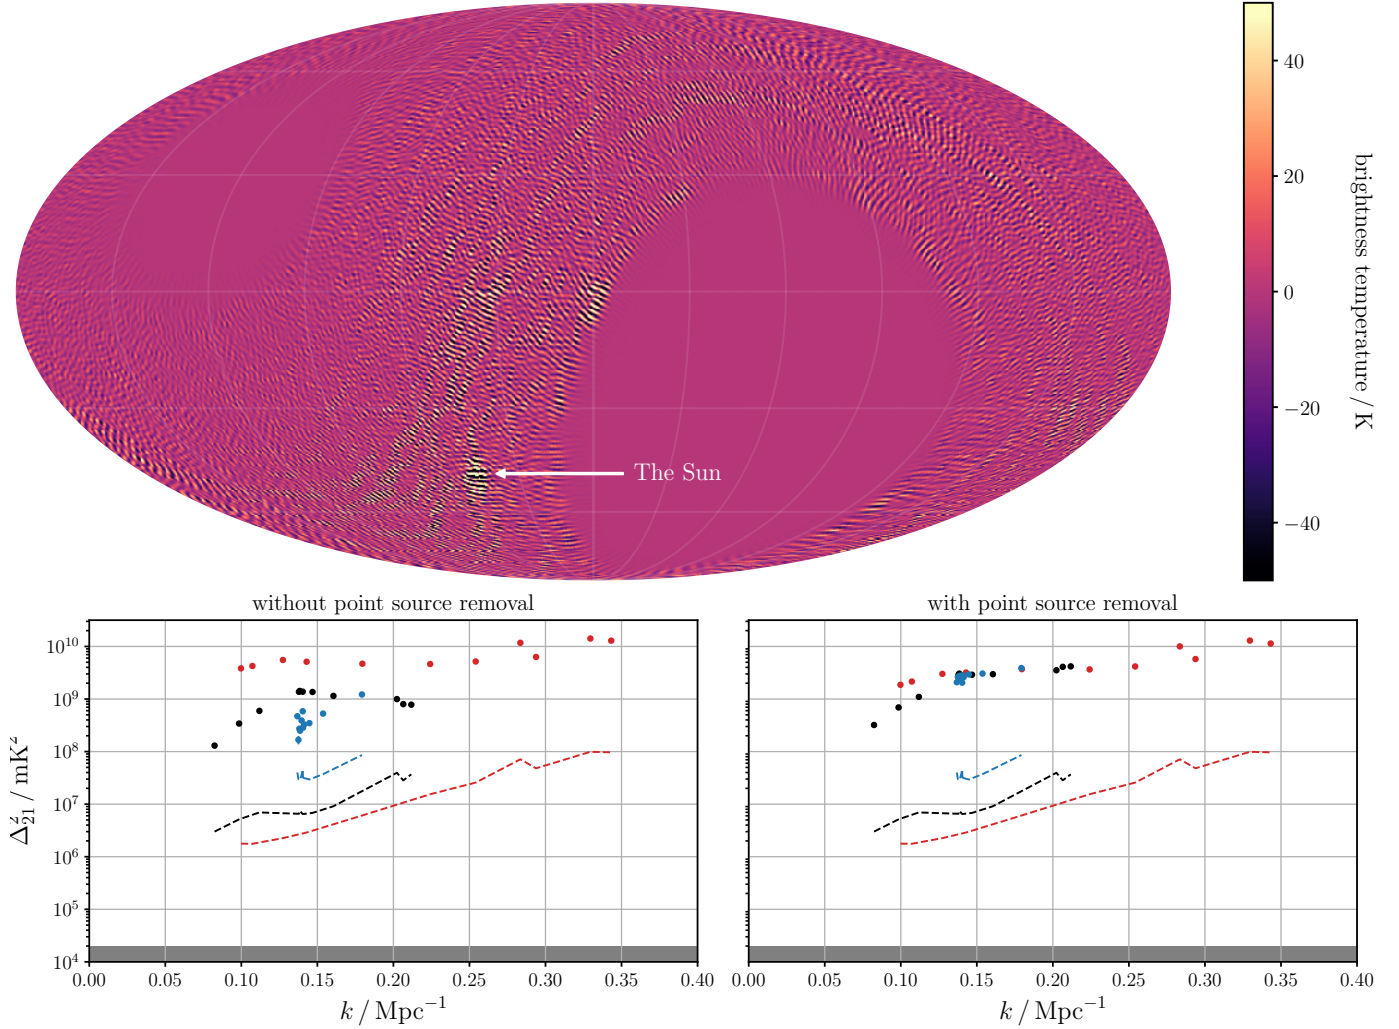 40
20
0
−20
−40
brightness temperature / K
The Sun
without point source removal
with point source removal
10^10
10^9
10^8
10^7
10^6
10^5
10^4
Δ^2_21 / mK^2
0.00 0.05 0.10 0.15 0.20 0.25 0.30 0.35 0.40
0.00 0.05 0.10 0.15 0.20 0.25 0.30 0.35 0.40
k / Mpc^−1
k / Mpc^−1